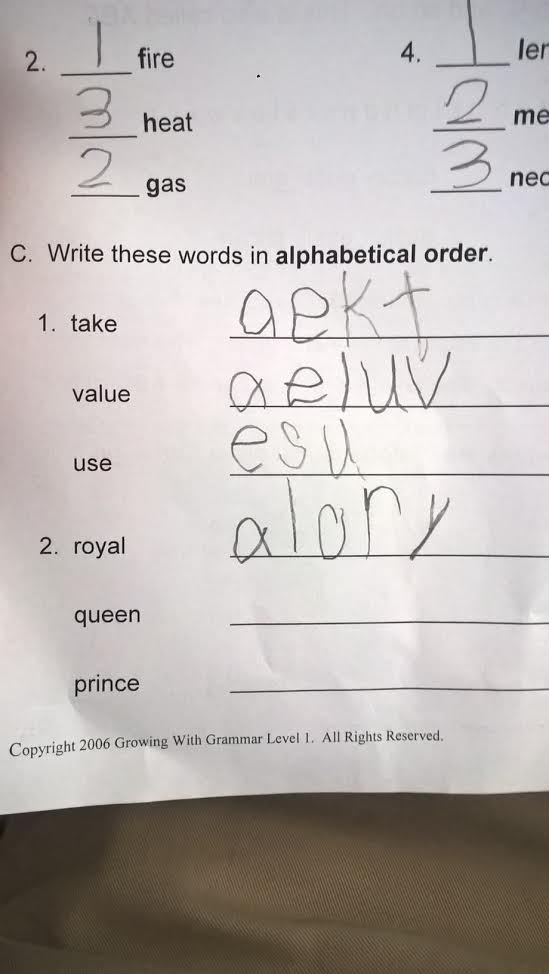 2. 1 fire 4. 1 ler
3 heat 2 me
2 gas 3 nec
C. Write these words in alphabetical order.
1. take aekt
value aeluv
use esu
2. royal alory
queen
prince
Copyright 2006 Growing With Grammar Level 1. All Rights Reserved.